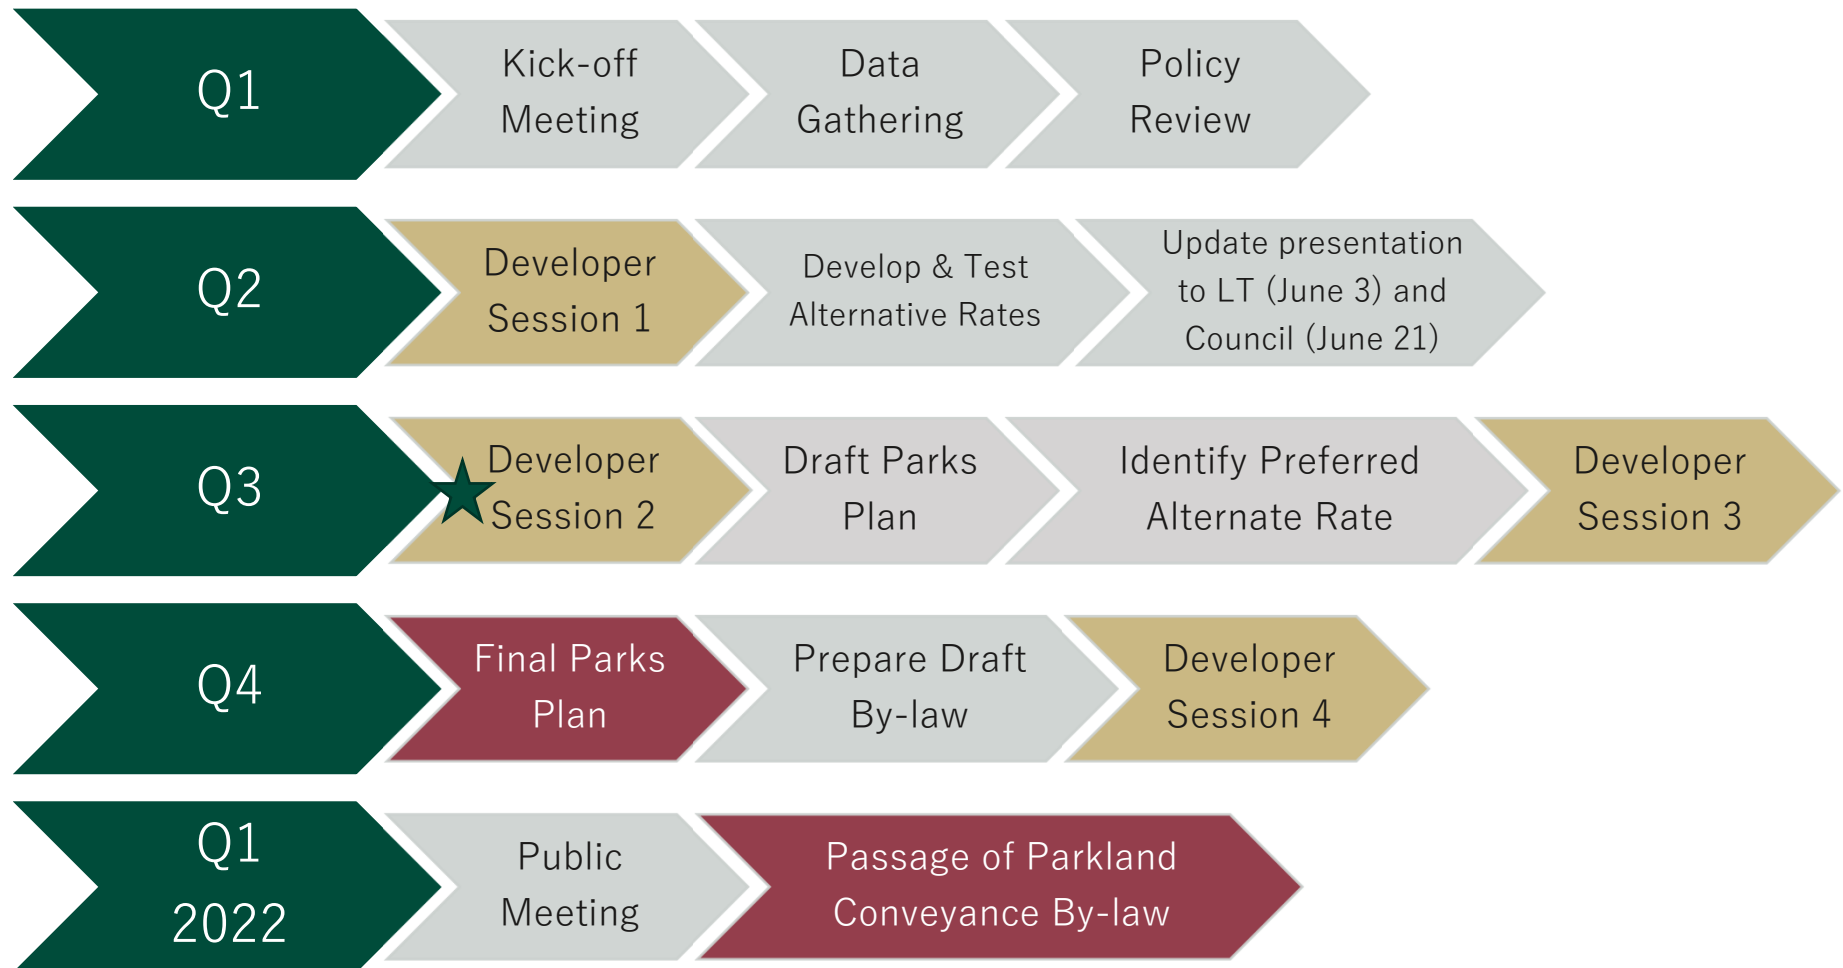 Q1
Kick-off
Meeting
Data
Gathering
Policy
Review
Q2
Developer
Session 1
Develop & Test
Alternative Rates
Update presentation
to LT (June 3) and
Council (June 21)
Q3
Developer
Session 2
Draft Parks
Plan
Identify Preferred
Alternate Rate
Developer
Session 3
Q4
Final Parks
Plan
Prepare Draft
By-law
Developer
Session 4
Q1
2022
Public
Meeting
Passage of Parkland
Conveyance By-law